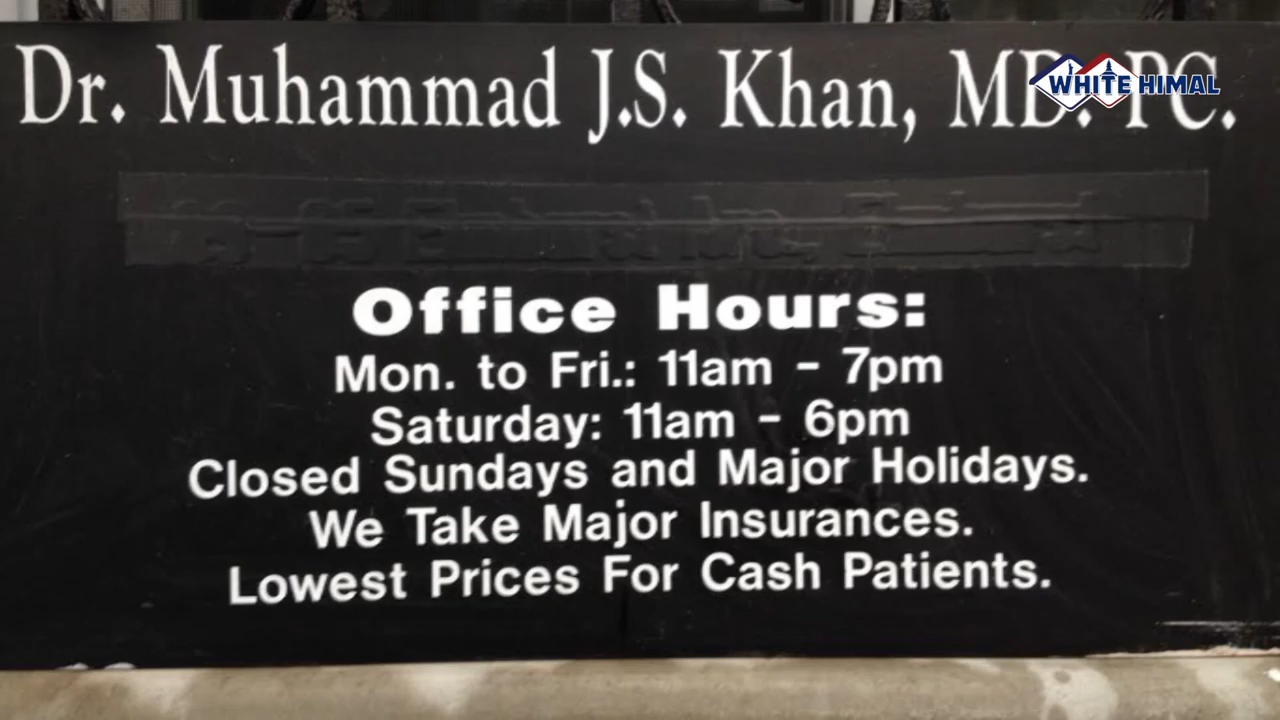 Dr. Muhammad J.S. Khan, MD. PC.
WHITE HIMAL
Office Hours:
Mon. to Fri.: 11am - 7pm
Saturday: 11am - 6pm
Closed Sundays and Major Holidays.
We Take Major Insurances.
Lowest Prices For Cash Patients.